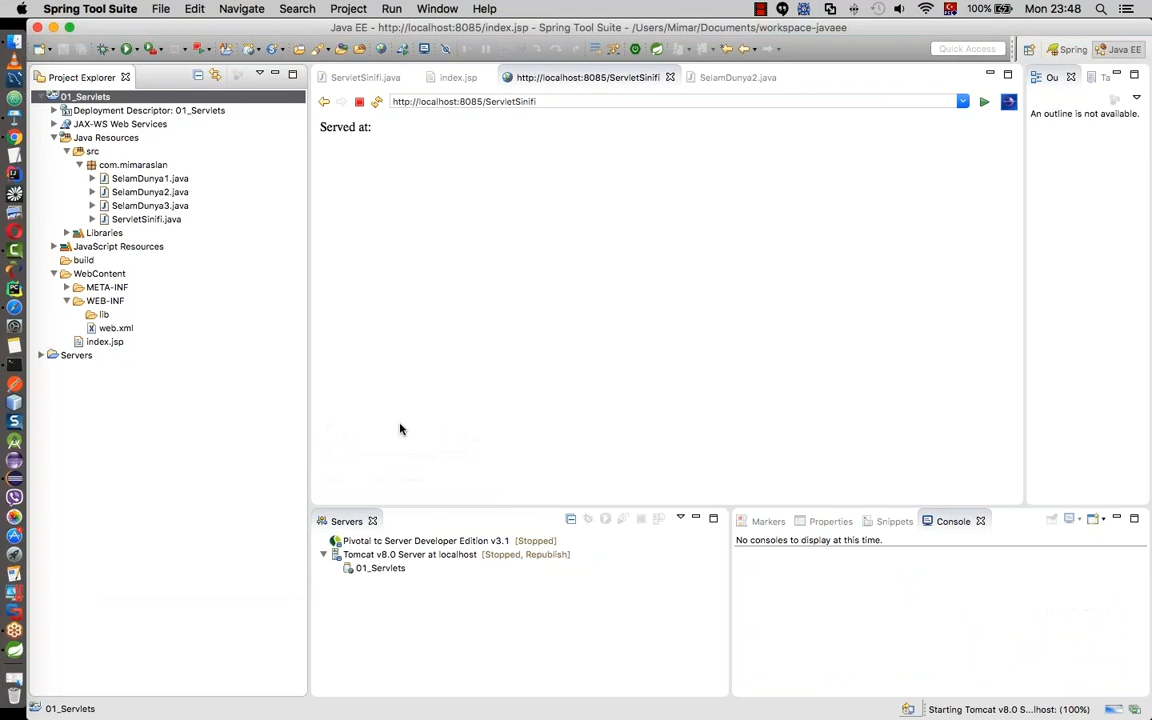 Spring Tool Suite File Edit Navigate Search Project Run Window Help 100% Mon 23:48
Java EE - http://localhost:8085/index.jsp - Spring Tool Suite - /Users/Mimar/Documents/workspace-javaee
Quick Access Spring Java EE
Project Explorer
ServletSinifi.java index.jsp http://localhost:8085/ServletSinifi SelamDunya2.java
Ou Ta
http://localhost:8085/ServletSinifi
Served at:
An outline is not available.
01_Servlets
Deployment Descriptor: 01_Servlets
JAX-WS Web Services
Java Resources
src
com.mimaraslan
SelamDunya1.java
SelamDunya2.java
SelamDunya3.java
ServletSinifi.java
Libraries
JavaScript Resources
build
WebContent
META-INF
WEB-INF
lib
web.xml
index.jsp
Servers
Servers
Pivotal tc Server Developer Edition v3.1 [Stopped]
Tomcat v8.0 Server at localhost [Stopped, Republish]
01_Servlets
Markers Properties Snippets Console
No consoles to display at this time.
01_Servlets
Starting Tomcat v8.0 S...lhost: (100%)